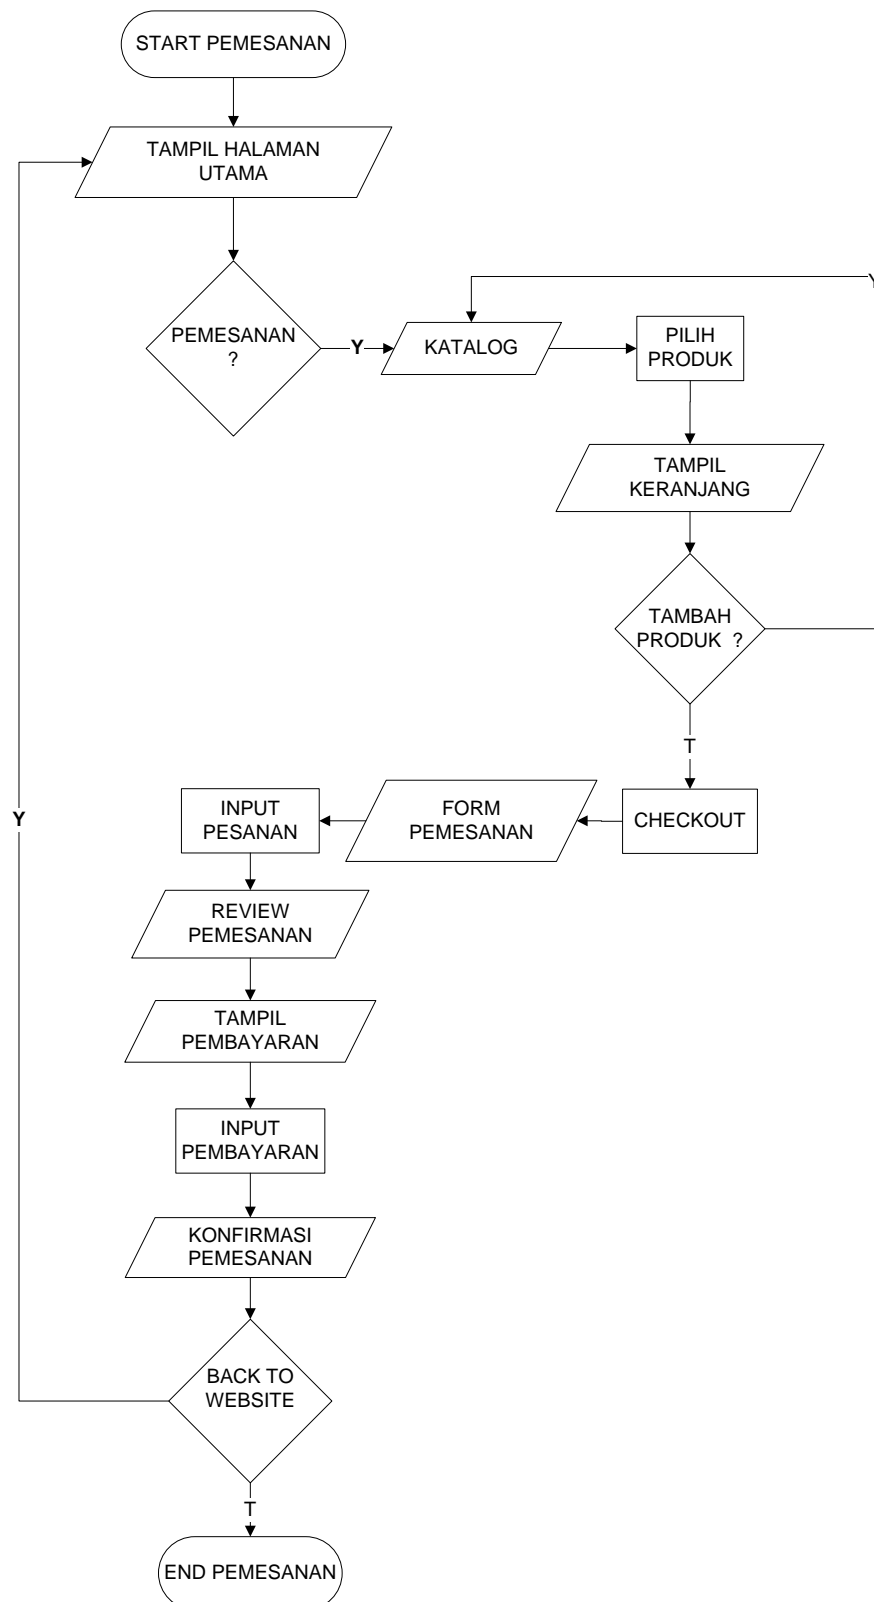 START PEMESANAN
TAMPIL HALAMAN
UTAMA
PEMESANAN
?
Y
KATALOG
PILIH
PRODUK
Y
TAMPIL
KERANJANG
TAMBAH
PRODUK ?
T
CHECKOUT
FORM
PEMESANAN
INPUT
PESANAN
Y
REVIEW
PEMESANAN
TAMPIL
PEMBAYARAN
INPUT
PEMBAYARAN
KONFIRMASI
PEMESANAN
BACK TO
WEBSITE
T
END PEMESANAN